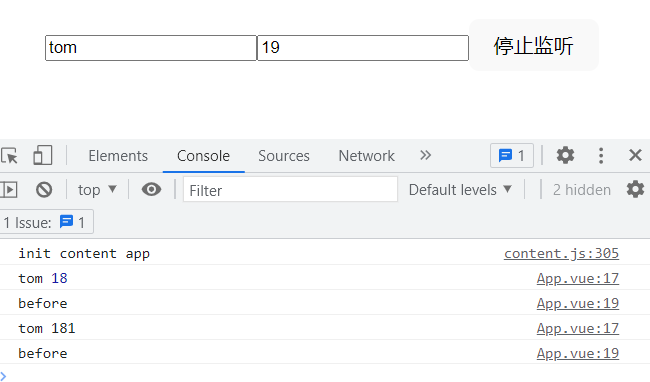 tom 19 停止监听
Elements Console Sources Network 1
top Filter Default levels 2 hidden
1 Issue: 1
init content app content.js:305
tom 18 App.vue:17
before App.vue:19
tom 181 App.vue:17
before App.vue:19